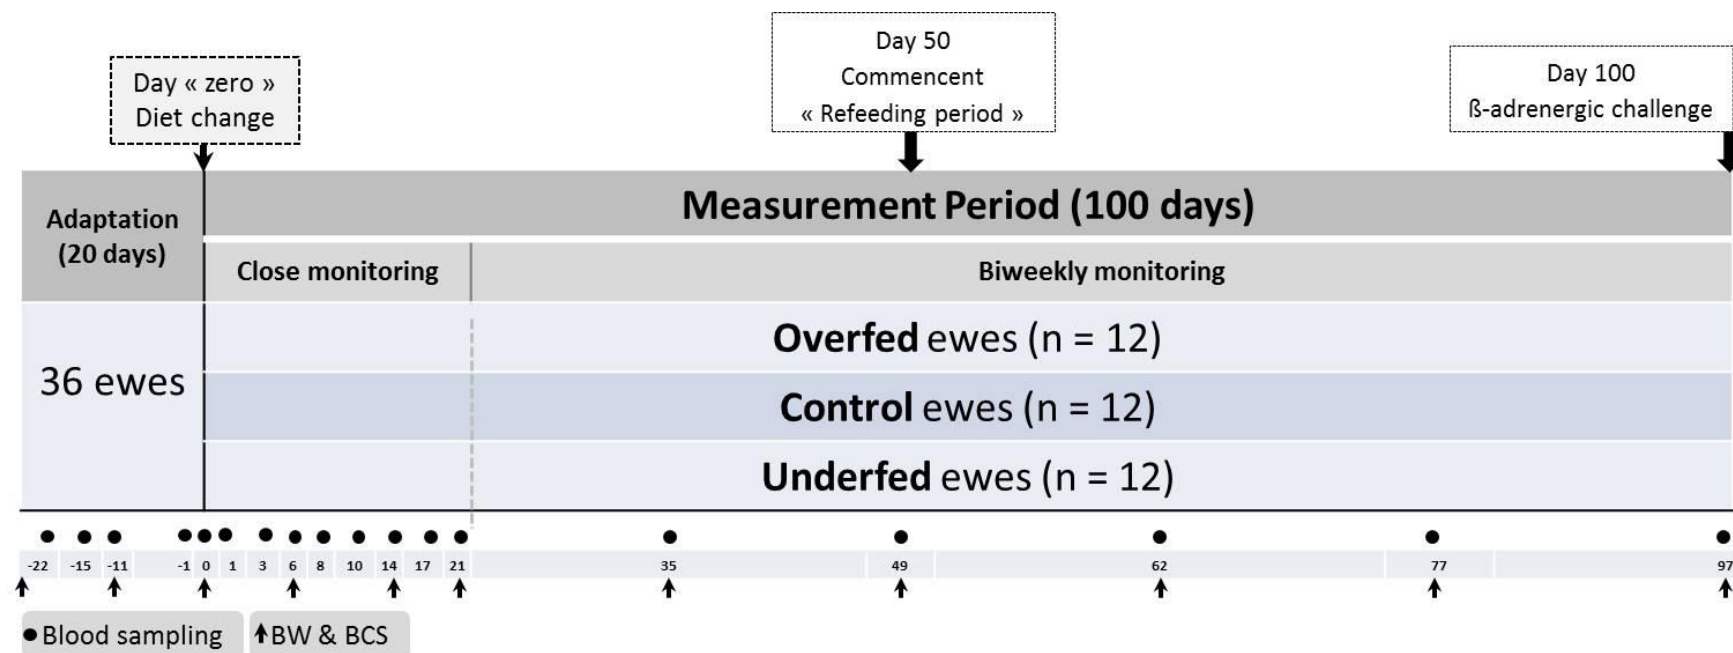 Day « zero »
Diet change
Day 50
Commencent
« Refeeding period »
Day 100
ß-adrenergic challenge
Adaptation
(20 days)
Measurement Period (100 days)
Close monitoring
Biweekly monitoring
36 ewes
Overfed ewes (n = 12)
Control ewes (n = 12)
Underfed ewes (n = 12)
-22 -15 -11 -1 0 1 3 6 8 10 14 17 21 35 49 62 77 97
Blood sampling
BW & BCS